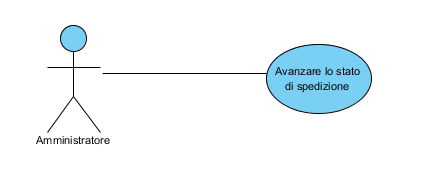 Avanzare lo stato
di spedizione
Amministratore